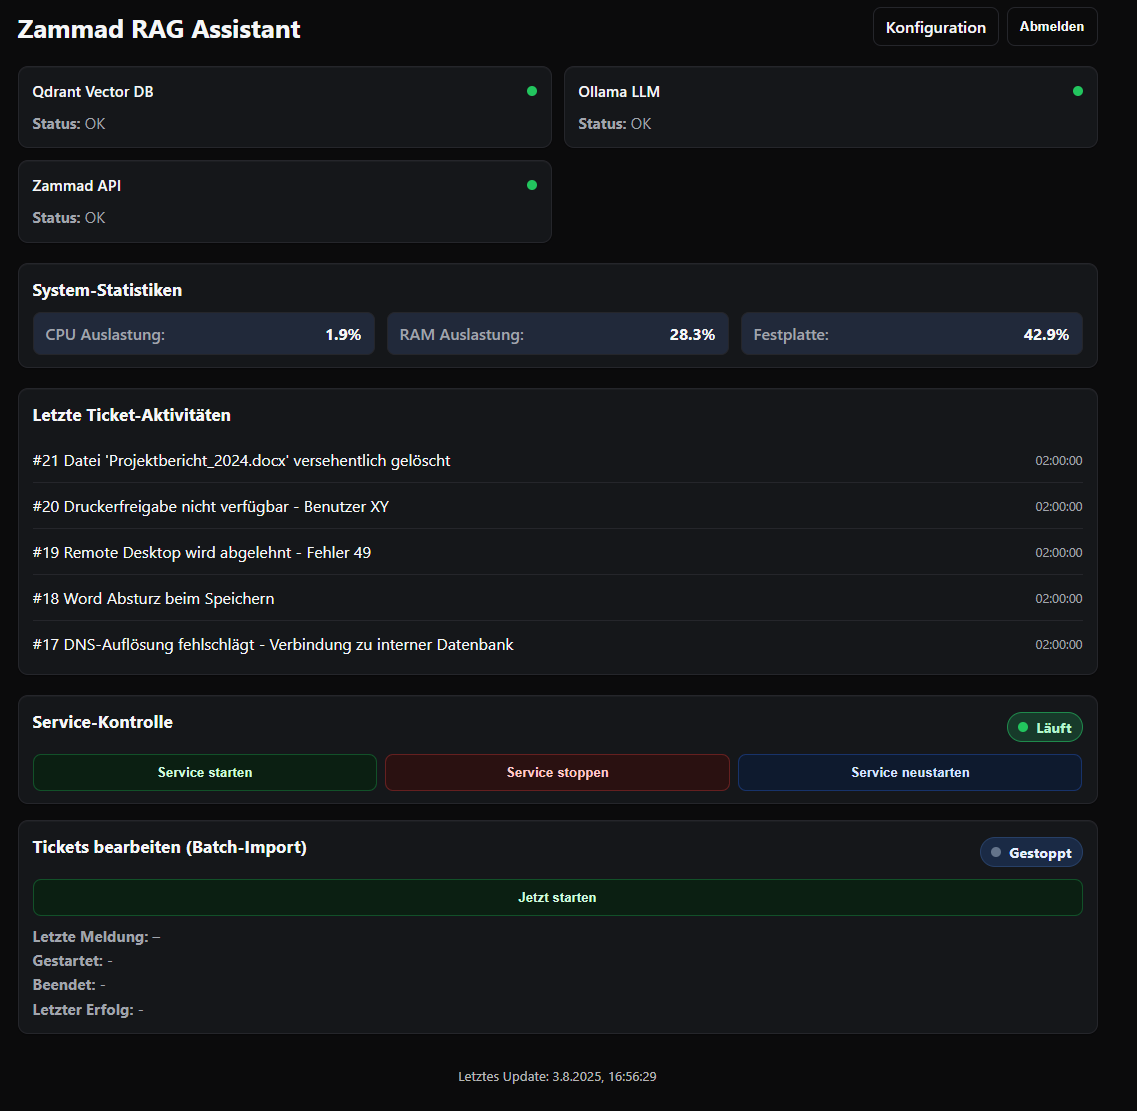 Zammad RAG Assistant
Konfiguration
Abmelden
Qdrant Vector DB
Status: OK
Ollama LLM
Status: OK
Zammad API
Status: OK
System-Statistiken
CPU Auslastung: 1.9%
RAM Auslastung: 28.3%
Festplatte: 42.9%
Letzte Ticket-Aktivitäten
#21 Datei 'Projektbericht_2024.docx' versehentlich gelöscht 02:00:00
#20 Druckerfreigabe nicht verfügbar - Benutzer XY 02:00:00
#19 Remote Desktop wird abgelehnt - Fehler 49 02:00:00
#18 Word Absturz beim Speichern 02:00:00
#17 DNS-Auflösung fehlschlägt - Verbindung zu interner Datenbank 02:00:00
Service-Kontrolle
Läuft
Service starten
Service stoppen
Service neustarten
Tickets bearbeiten (Batch-Import)
Gestoppt
Jetzt starten
Letzte Meldung: –
Gestartet: -
Beendet: -
Letzter Erfolg: -
Letztes Update: 3.8.2025, 16:56:29